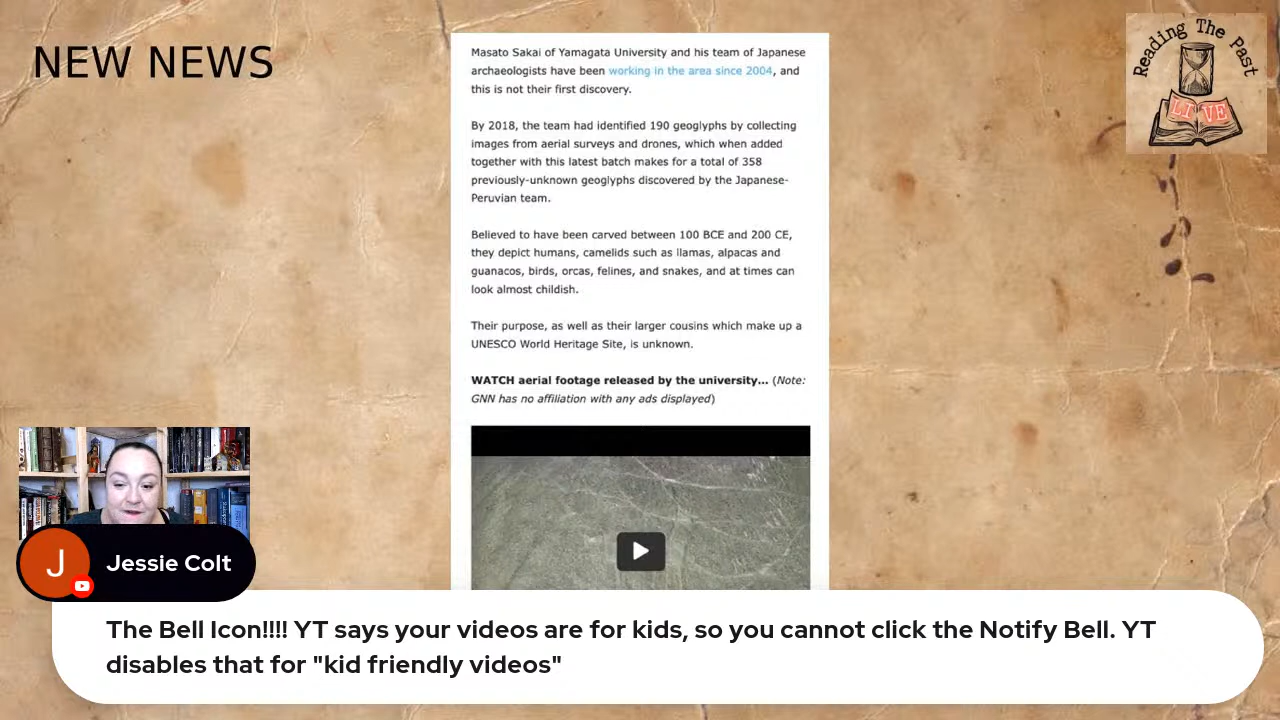 NEW NEWS
Reading The Past
LIVE
Masato Sakai of Yamagata University and his team of Japanese
archaeologists have been working in the area since 2004, and
this is not their first discovery.
By 2018, the team had identified 190 geoglyphs by collecting
images from aerial surveys and drones, which when added
together with this latest batch makes for a total of 358
previously-unknown geoglyphs discovered by the Japanese-
Peruvian team.
Believed to have been carved between 100 BCE and 200 CE,
they depict humans, camelids such as llamas, alpacas and
guanacos, birds, orcas, felines, and snakes, and at times can
look almost childish.
Their purpose, as well as their larger cousins which make up a
UNESCO World Heritage Site, is unknown.
WATCH aerial footage released by the university... (Note:
GNN has no affiliation with any ads displayed)
J
Jessie Colt
The Bell Icon!!!! YT says your videos are for kids, so you cannot click the Notify Bell. YT
disables that for "kid friendly videos"